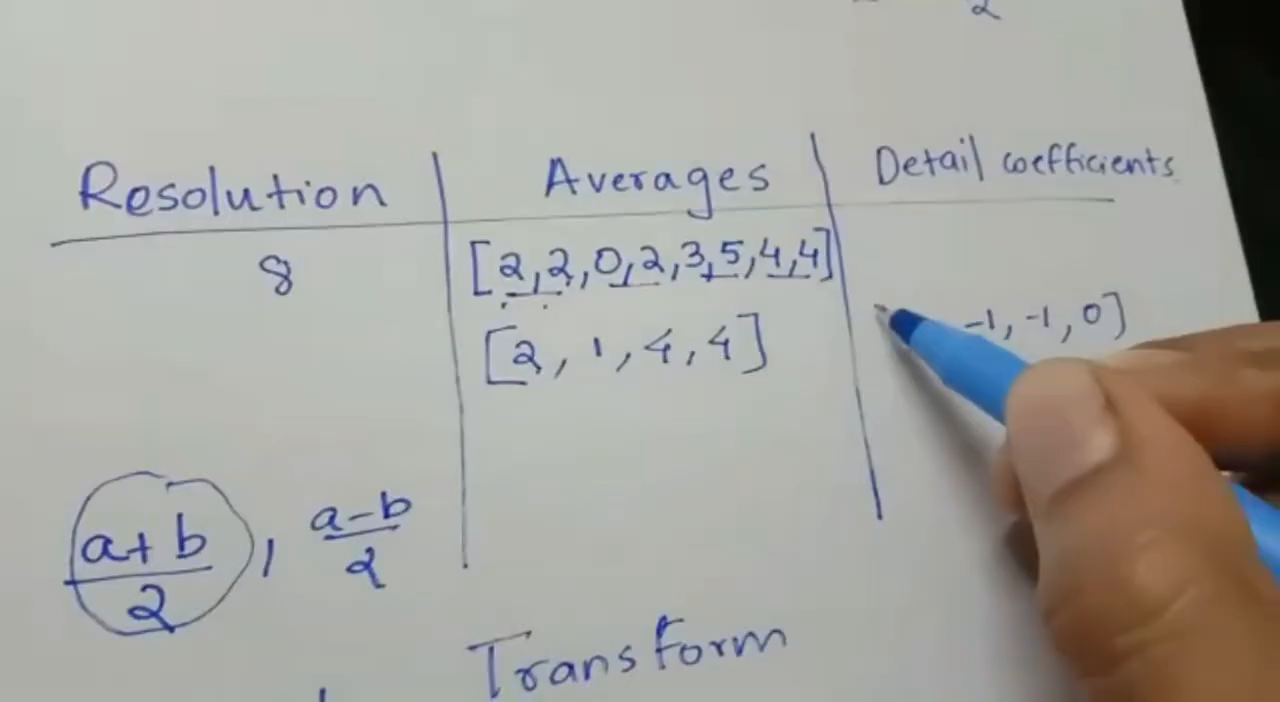 2
Resolution Averages Detail coefficients
8 [2,2,0,2,3,5,4,4]
[2, 1, 4, 4] -1, -1, 0]
a+b/2, a-b/2
Transform